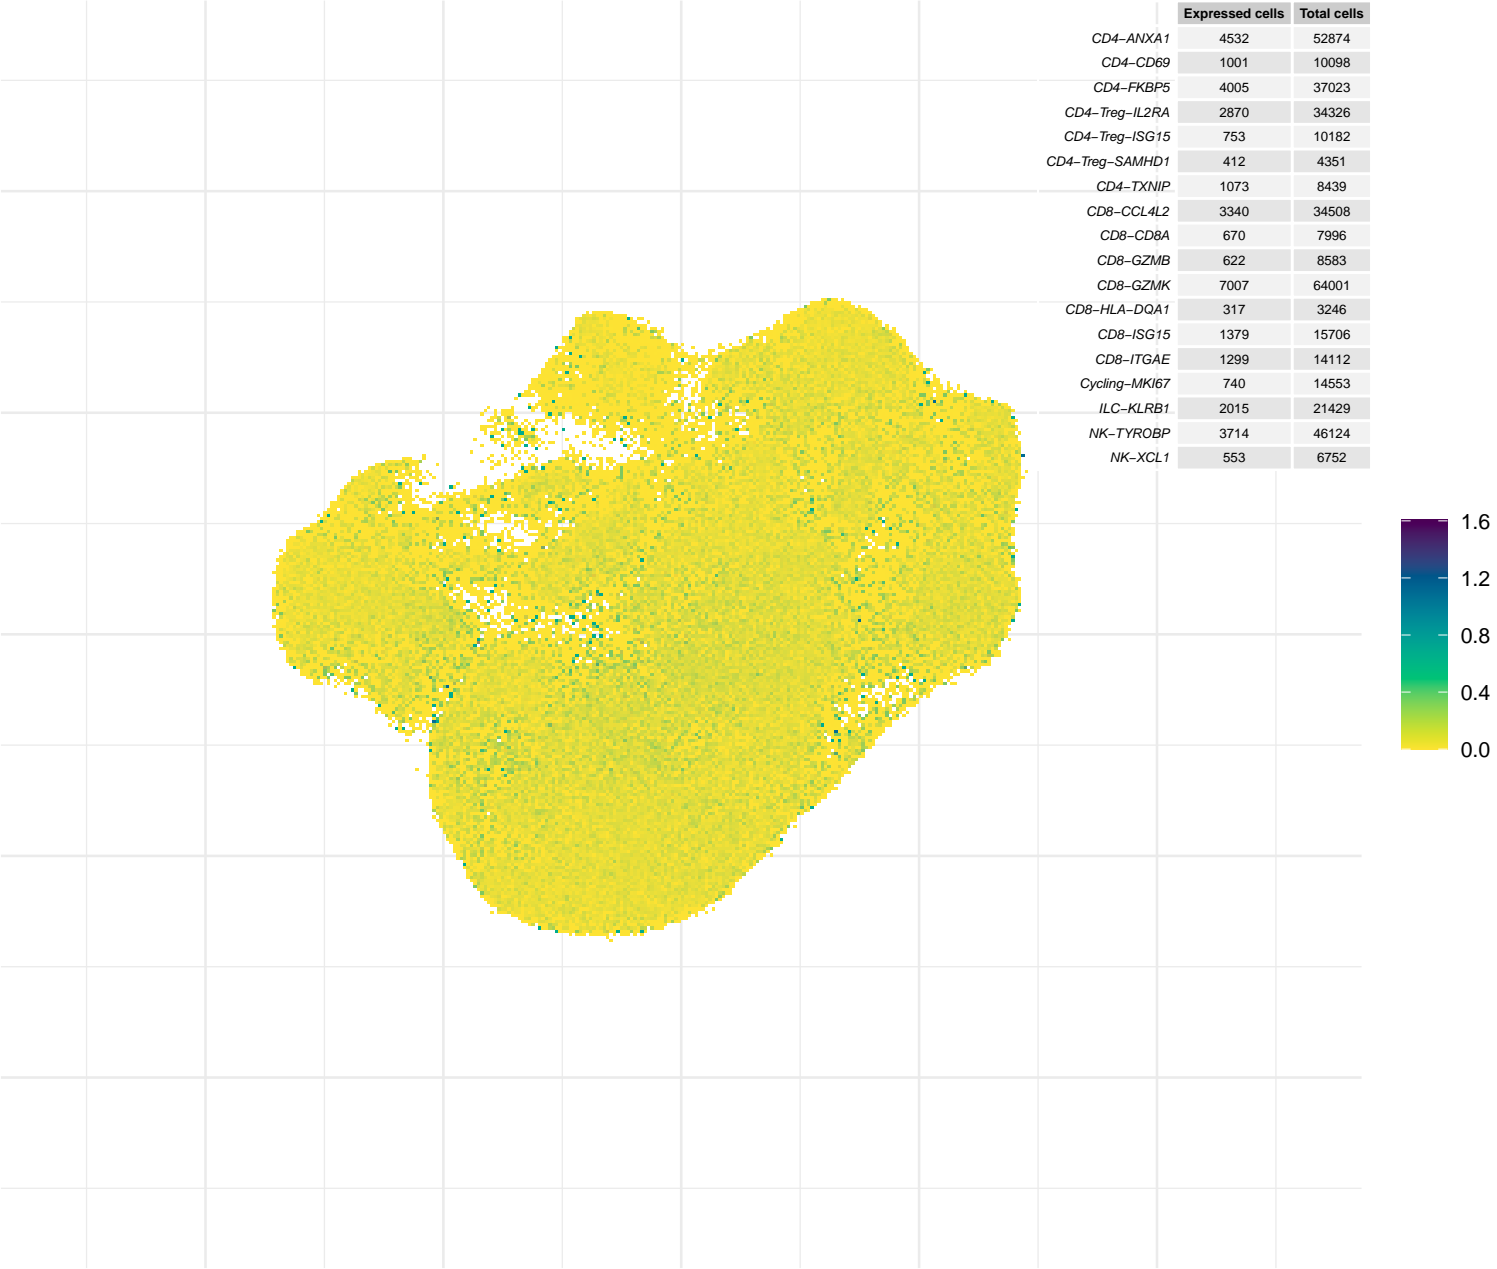 Expressed cells Total cells
CD4−ANXA1 4532 52874
CD4−CD69 1001 10098
CD4−FKBP5 4005 37023
CD4−Treg−IL2RA 2870 34326
CD4−Treg−ISG15 753 10182
CD4−Treg−SAMHD1 412 4351
CD4−TXNIP 1073 8439
CD8−CCL4L2 3340 34508
CD8−CD8A 670 7996
CD8−GZMB 622 8583
CD8−GZMK 7007 64001
CD8−HLA−DQA1 317 3246
CD8−ISG15 1379 15706
CD8−ITGAE 1299 14112
Cycling−MKI67 740 14553
ILC−KLRB1 2015 21429
NK−TYROBP 3714 46124
NK−XCL1 553 6752
1.6
1.2
0.8
0.4
0.0